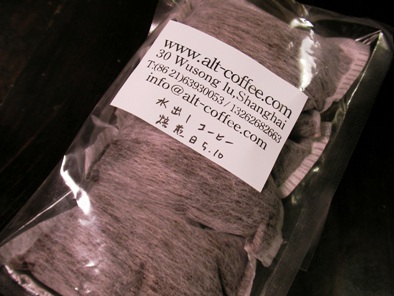 www.alt-coffee.com
30 Wusong lu.Shanghai
T:(86 21)63930053 / 13262682663
info@alt-coffee.com
水出しコーヒー
焙煎日 5.10